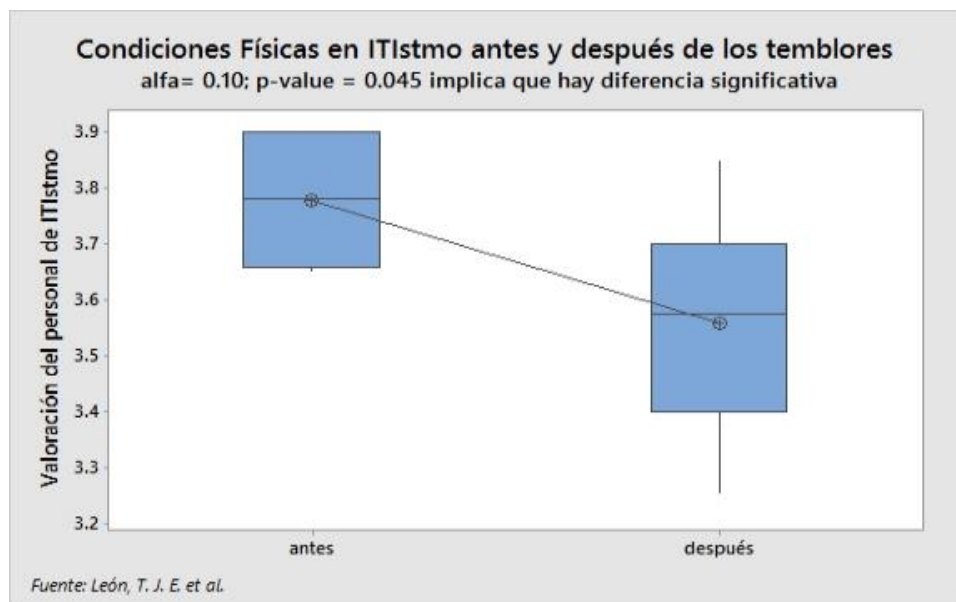 Condiciones Físicas en ITIstmo antes y después de los temblores
alfa= 0.10; p-value = 0.045 implica que hay diferencia significativa
Valoración del personal de ITIstmo
3.9
3.8
3.7
3.6
3.5
3.4
3.3
3.2
antes
después
Fuente: León, T. J. E. et al.